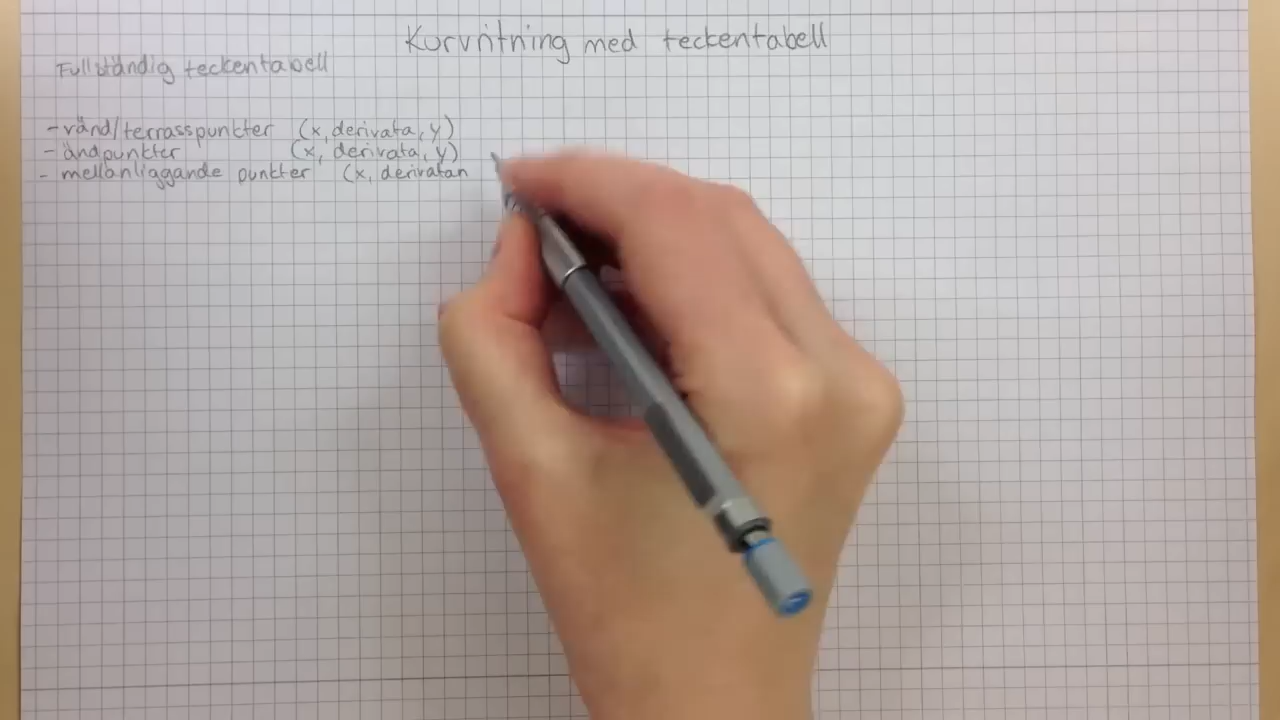 Kurvritning med teckentabell
Fullständig teckentabell
- vänd/terrasspunkter (x, derivata, y)
- ändpunkter (x, derivata, y)
- mellanliggande punkter (x, derivatan